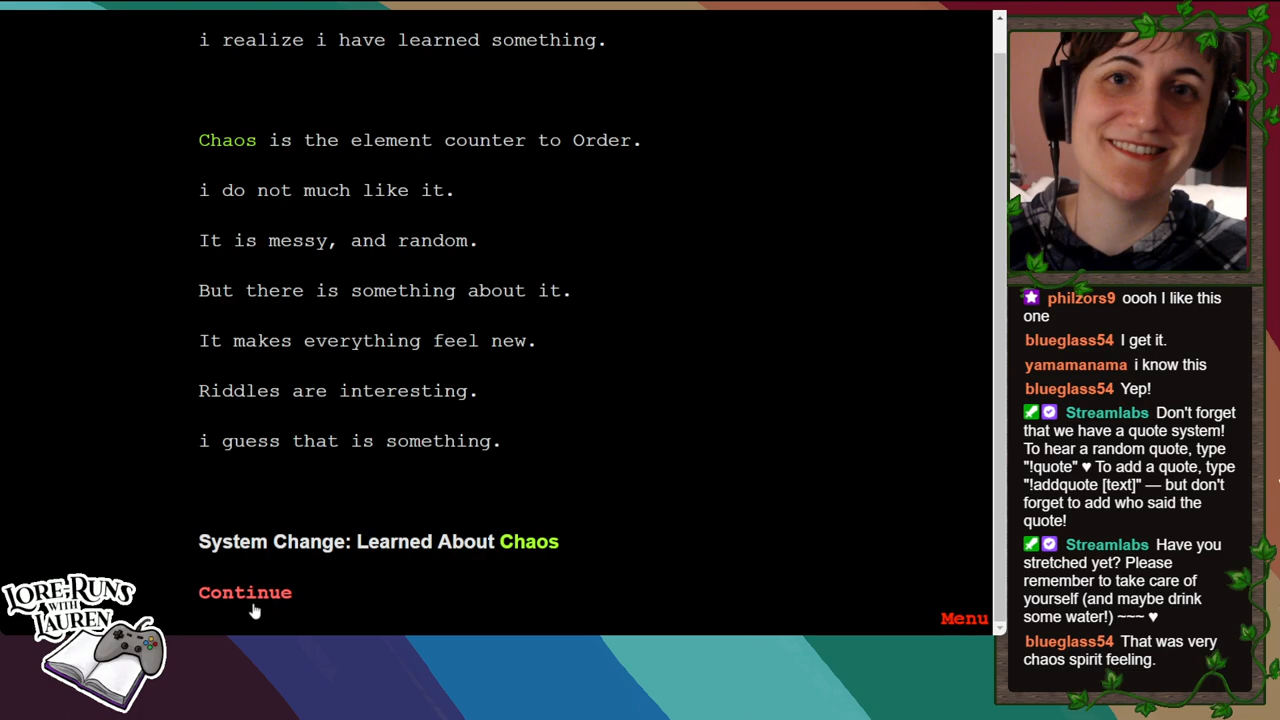 i realize i have learned something.
Chaos is the element counter to Order.
i do not much like it.
It is messy, and random.
But there is something about it.
It makes everything feel new.
Riddles are interesting.
i guess that is something.
System Change: Learned About Chaos
Continue
Menu
LORE-RUNS
WITH
LAUREN
philzors9 oooh I like this
one
blueglass54 I get it.
yamamanama i know this
blueglass54 Yep!
Streamlabs Don't forget
that we have a quote system!
To hear a random quote, type
"!quote" ♥ To add a quote, type
"!addquote [text]" — but don't
forget to add who said the
quote!
Streamlabs Have you
stretched yet? Please
remember to take care of
yourself (and maybe drink
some water!) ~~~ ♥
blueglass54 That was very
chaos spirit feeling.